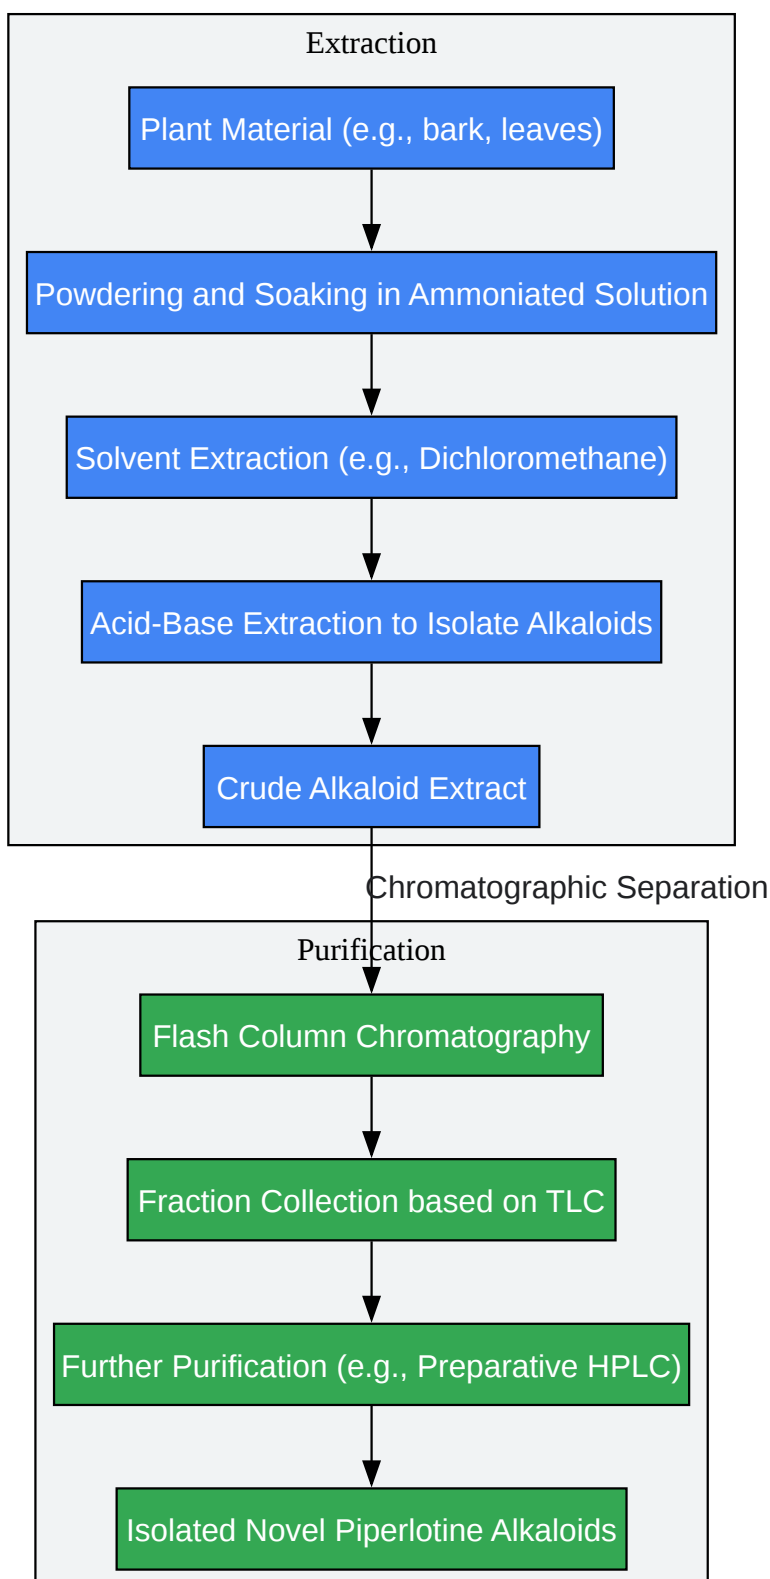 Extraction
Plant Material (e.g., bark, leaves)
Powdering and Soaking in Ammoniated Solution
Solvent Extraction (e.g., Dichloromethane)
Acid-Base Extraction to Isolate Alkaloids
Crude Alkaloid Extract
Chromatographic Separation
Purification
Flash Column Chromatography
Fraction Collection based on TLC
Further Purification (e.g., Preparative HPLC)
Isolated Novel Piperlotine Alkaloids